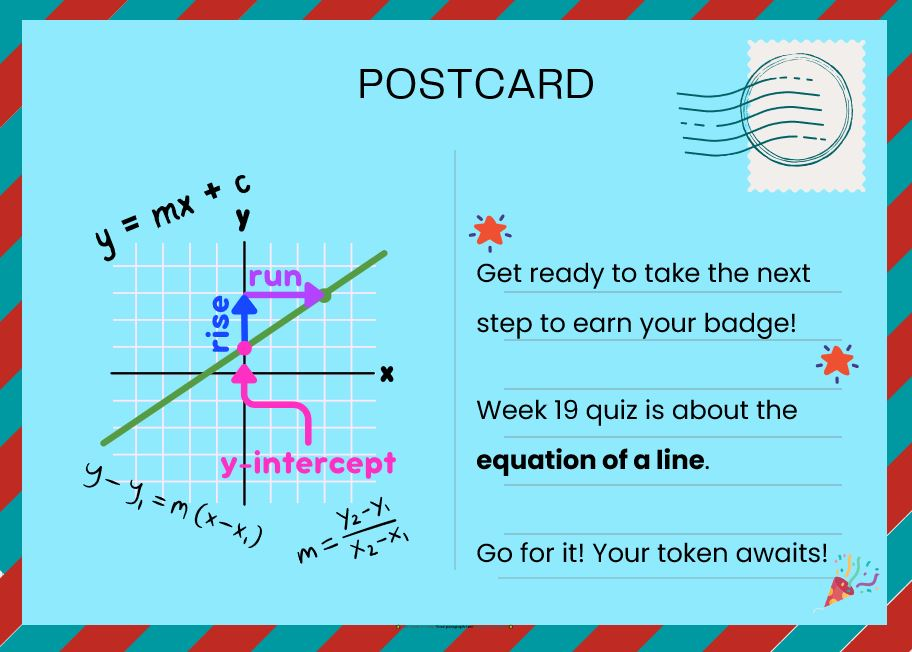 POSTCARD
y = mx + c
y
run
rise
x
y-intercept
y - y₁ = m (x - x₁)
m = y₂ - y₁ / x₂ - x₁
Get ready to take the next
step to earn your badge!
Week 19 quiz is about the
equation of a line.
Go for it! Your token awaits!